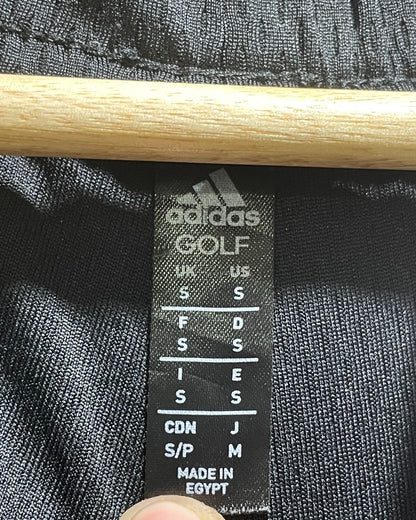 adidas
GOLF
UK US
S S
F D
S S
I E
S S
CDN J
S/P M
MADE IN
EGYPT